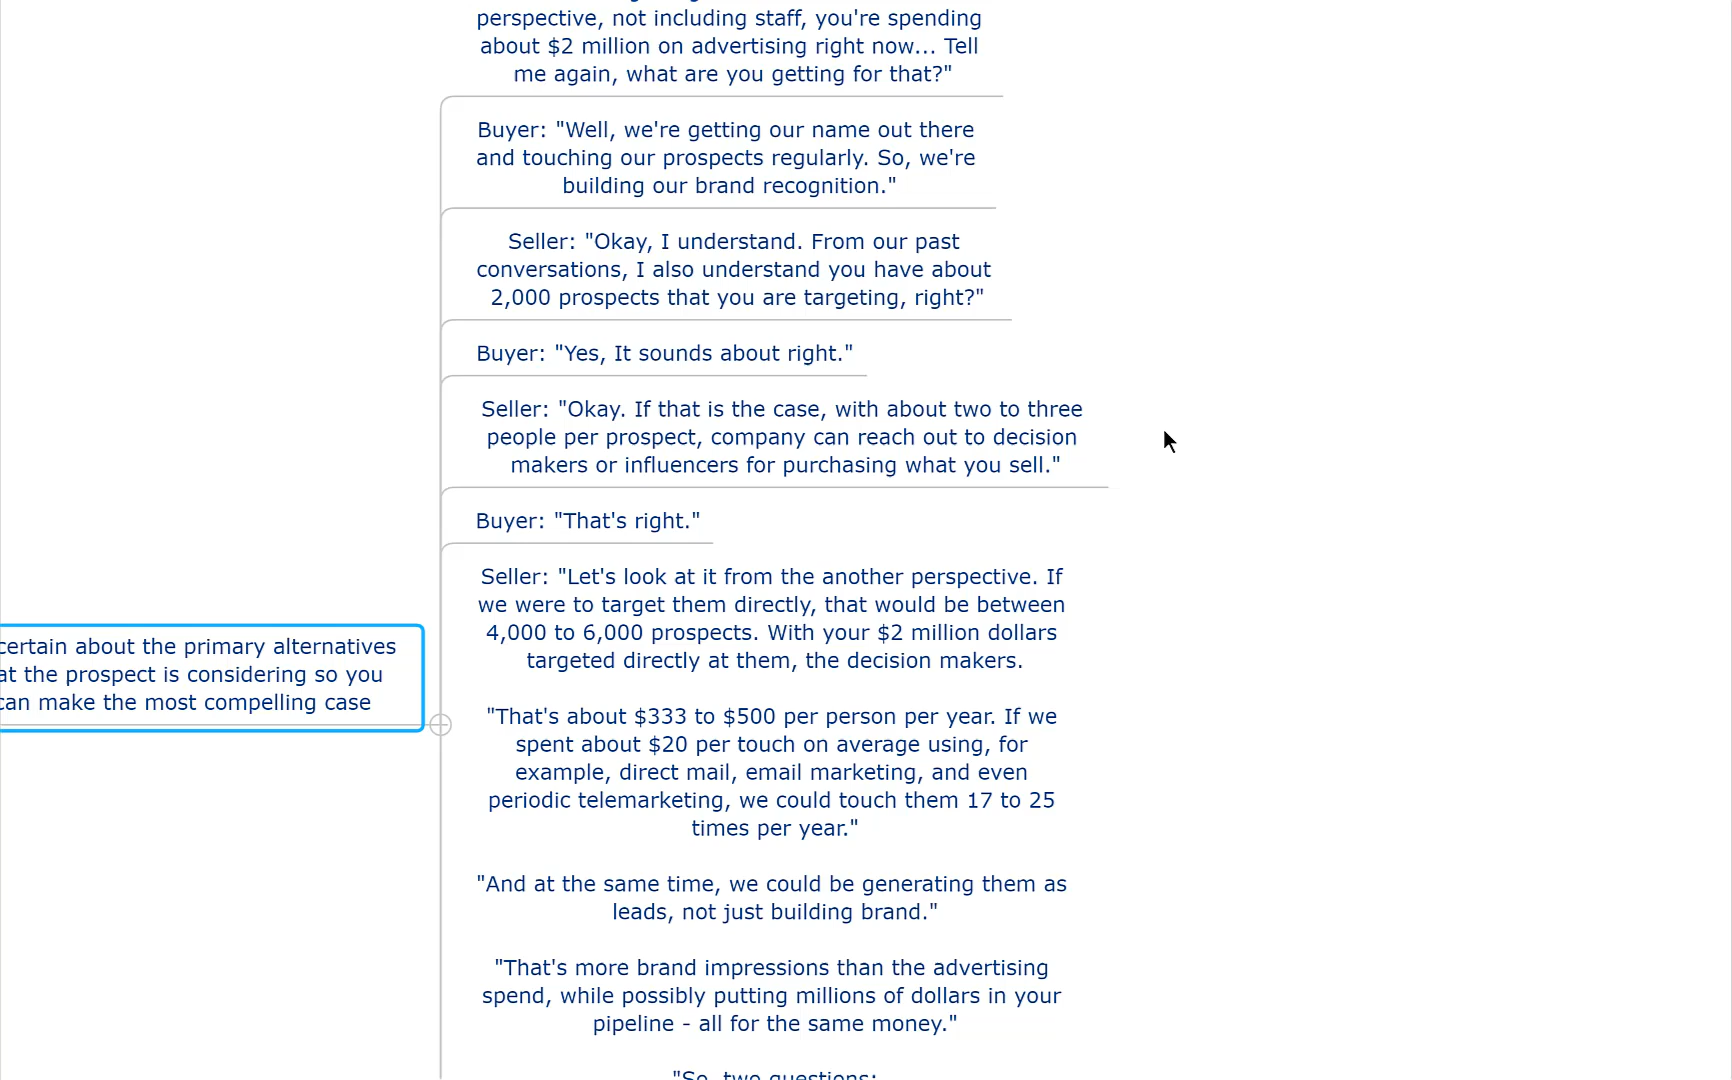 perspective, not including staff, you're spending
about $2 million on advertising right now... Tell
me again, what are you getting for that?"
Buyer: "Well, we're getting our name out there
and touching our prospects regularly. So, we're
building our brand recognition."
Seller: "Okay, I understand. From our past
conversations, I also understand you have about
2,000 prospects that you are targeting, right?"
Buyer: "Yes, It sounds about right."
Seller: "Okay. If that is the case, with about two to three
people per prospect, company can reach out to decision
makers or influencers for purchasing what you sell."
Buyer: "That's right."
Seller: "Let's look at it from the another perspective. If
we were to target them directly, that would be between
4,000 to 6,000 prospects. With your $2 million dollars
targeted directly at them, the decision makers.
"That's about $333 to $500 per person per year. If we
spent about $20 per touch on average using, for
example, direct mail, email marketing, and even
periodic telemarketing, we could touch them 17 to 25
times per year."
"And at the same time, we could be generating them as
leads, not just building brand."
"That's more brand impressions than the advertising
spend, while possibly putting millions of dollars in your
pipeline - all for the same money."
"So, two questions:
certain about the primary alternatives
at the prospect is considering so you
can make the most compelling case